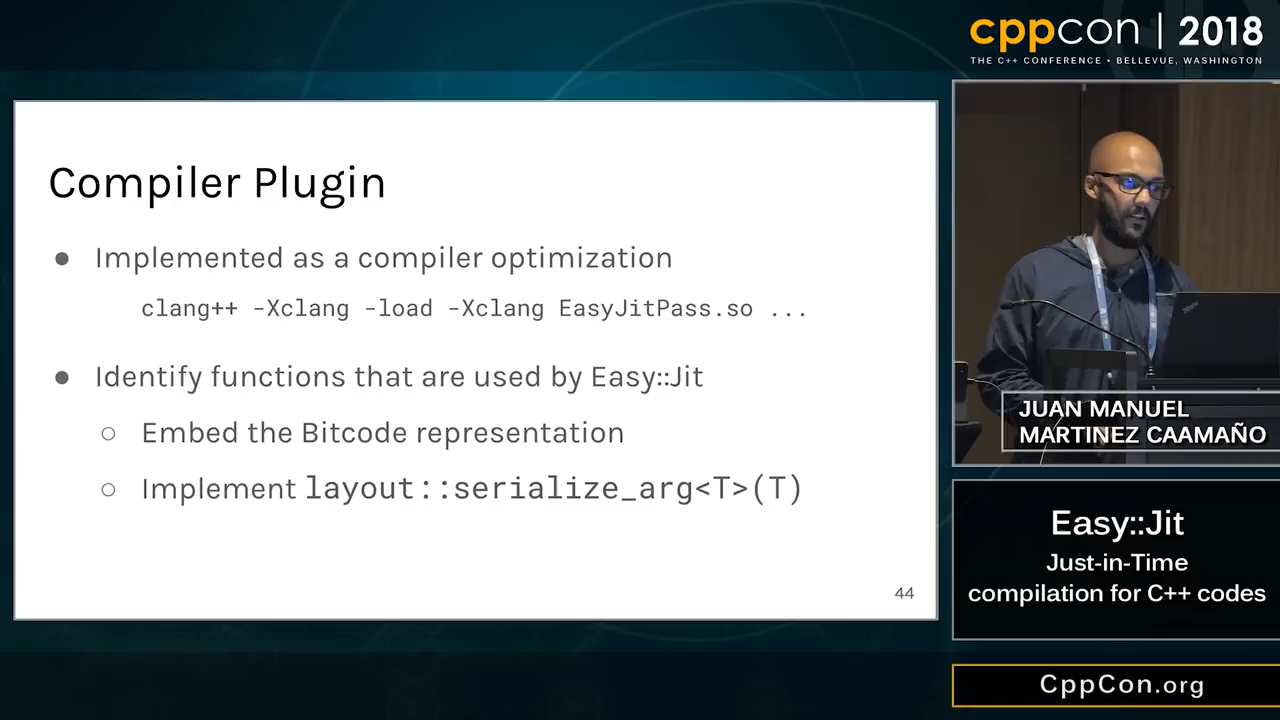 cppcon | 2018
THE C++ CONFERENCE • BELLEVUE, WASHINGTON
Compiler Plugin
● Implemented as a compiler optimization
clang++ -Xclang -load -Xclang EasyJitPass.so ...
● Identify functions that are used by Easy::Jit
○ Embed the Bitcode representation
○ Implement layout::serialize_arg<T>(T)
44
JUAN MANUEL
MARTINEZ CAAMAÑO
Easy::Jit
Just-in-Time
compilation for C++ codes
CppCon.org